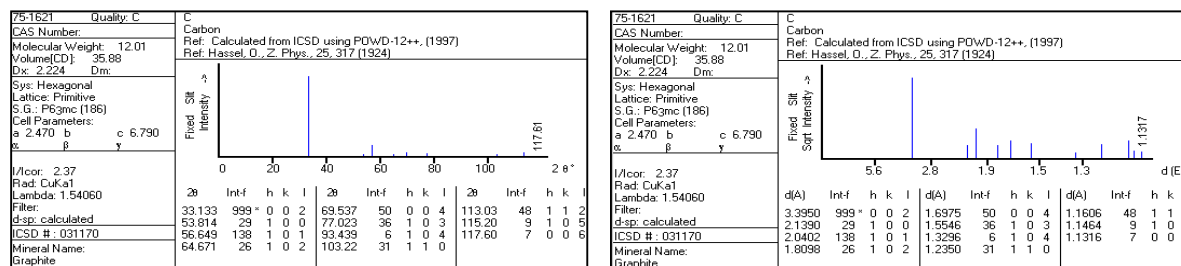 75-1621 Quality: C
CAS Number:
Molecular Weight: 12.01
Volume[CD]: 35.88
Dx: 2.224 Dm:
Sys: Hexagonal
Lattice: Primitive
S.G.: P63mc (186)
Cell Parameters:
a 2.470 b c 6.790
α β γ
I/Icor: 2.37
Rad: CuKa1
Lambda: 1.54060
Filter:
d-sp: calculated
ICSD # : 031170
Mineral Name:
Graphite
C
Carbon
Ref: Calculated from ICSD using POWD-12++, (1997)
Ref: Hassel, O., Z. Phys., 25, 317 (1924)
Fixed Slit
Intensity ->
117.61
0 20 40 60 80 100 2 θ °
2θ Int-f h k l 2θ Int-f h k l 2θ Int-f h k l
33.133 999 * 0 0 2 69.537 50 0 0 4 113.03 48 1 1 2
53.814 29 1 0 0 77.023 36 1 0 3 115.20 9 1 0 5
56.649 138 1 0 1 93.439 6 1 0 4 117.60 7 0 0 6
64.671 26 1 0 2 103.22 31 1 1 0
75-1621 Quality: C
CAS Number:
Molecular Weight: 12.01
Volume[CD]: 35.88
Dx: 2.224 Dm:
Sys: Hexagonal
Lattice: Primitive
S.G.: P63mc (186)
Cell Parameters:
a 2.470 b c 6.790
α β γ
I/Icor: 2.37
Rad: CuKa1
Lambda: 1.54060
Filter:
d-sp: calculated
ICSD # : 031170
Mineral Name:
Graphite
C
Carbon
Ref: Calculated from ICSD using POWD-12++, (1997)
Ref: Hassel, O., Z. Phys., 25, 317 (1924)
Fixed Slit
Sqrt Intensity ->
1.1317
5.6 2.8 1.9 1.5 1.3 d (E
d(A) Int-f h k l d(A) Int-f h k l d(A) Int-f h k
3.3950 999 * 0 0 2 1.6975 50 0 0 4 1.1606 48 1 1
2.1390 29 1 0 0 1.5546 36 1 0 3 1.1464 9 1 0
2.0402 138 1 0 1 1.3296 6 1 0 4 1.1316 7 0 0
1.8098 26 1 0 2 1.2350 31 1 1 0